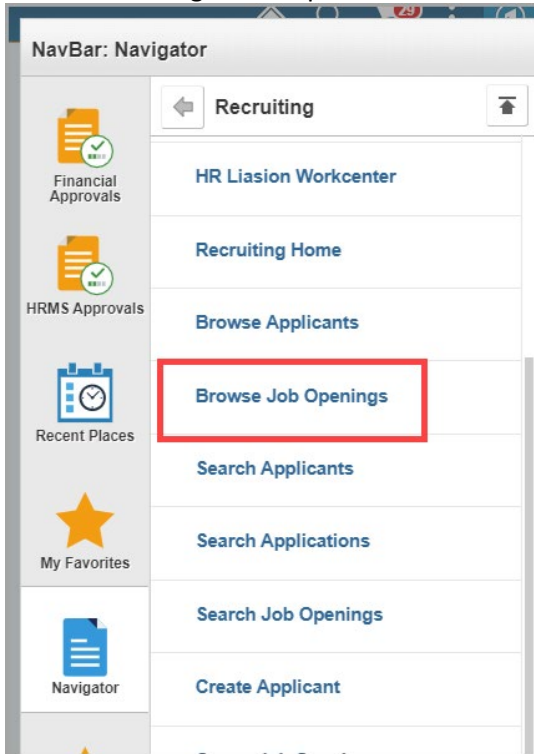 29
NavBar: Navigator
Recruiting
Financial
Approvals
HR Liasion Workcenter
Recruiting Home
HRMS Approvals
Browse Applicants
Browse Job Openings
Recent Places
Search Applicants
Search Applications
My Favorites
Search Job Openings
Navigator
Create Applicant